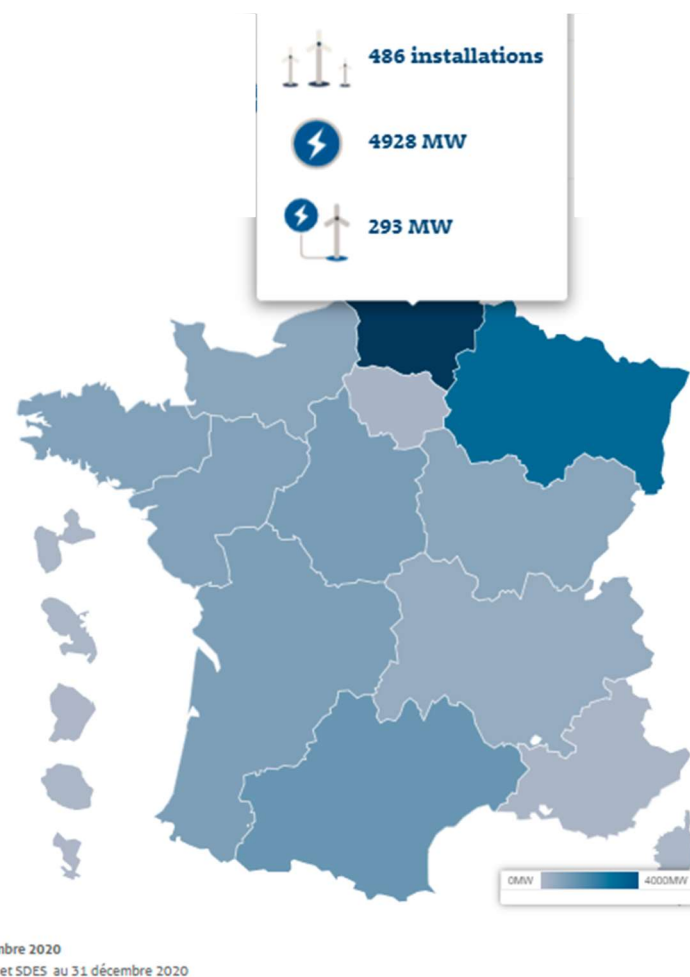 486 installations
4928 MW
293 MW
0MW 4000MW
mbre 2020
et SDES au 31 décembre 2020